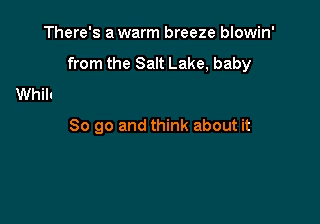 There's a warm breeze blowin'
from the Salt Lake, baby
So go and think about it